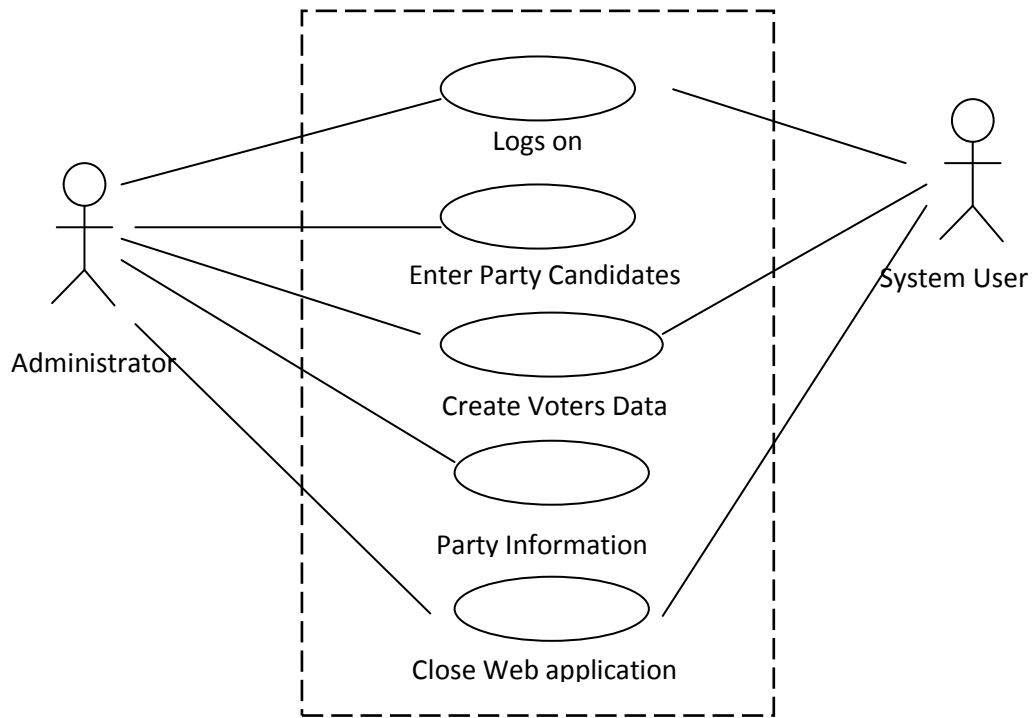 Logs on
Enter Party Candidates
System User
Administrator
Create Voters Data
Party Information
Close Web application